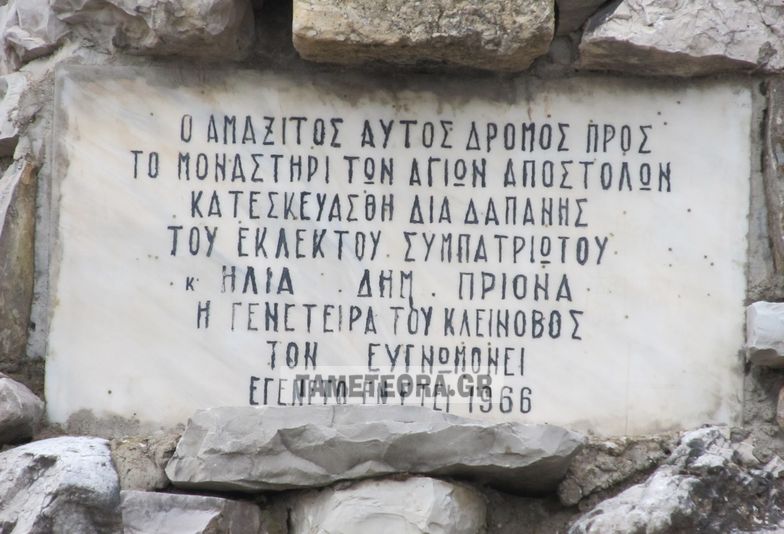 Ο ΑΜΑΞΙΤΟΣ ΑΥΤΟΣ ΔΡΟΜΟΣ ΠΡΟΣ
ΤΟ ΜΟΝΑΣΤΗΡΙ ΤΩΝ ΑΓΙΩΝ ΑΠΟΣΤΟΛΩΝ
ΚΑΤΕΣΚΕΥΑΣΘΗ ΔΙΑ ΔΑΠΑΝΗΣ
ΤΟΥ ΕΚΛΕΚΤΟΥ ΣΥΜΠΑΤΡΙΩΤΟΥ
κ. ΗΛΙΑ ΔΗΜ. ΠΡΙΟΝΑ
Η ΓΕΝΕΤΕΙΡΑ ΤΟΥ ΚΛΕΙΝΟΒΟΣ
ΤΟΝ ΕΥΓΝΩΜΟΝΕΙ
TAMETEORA.GR
1966